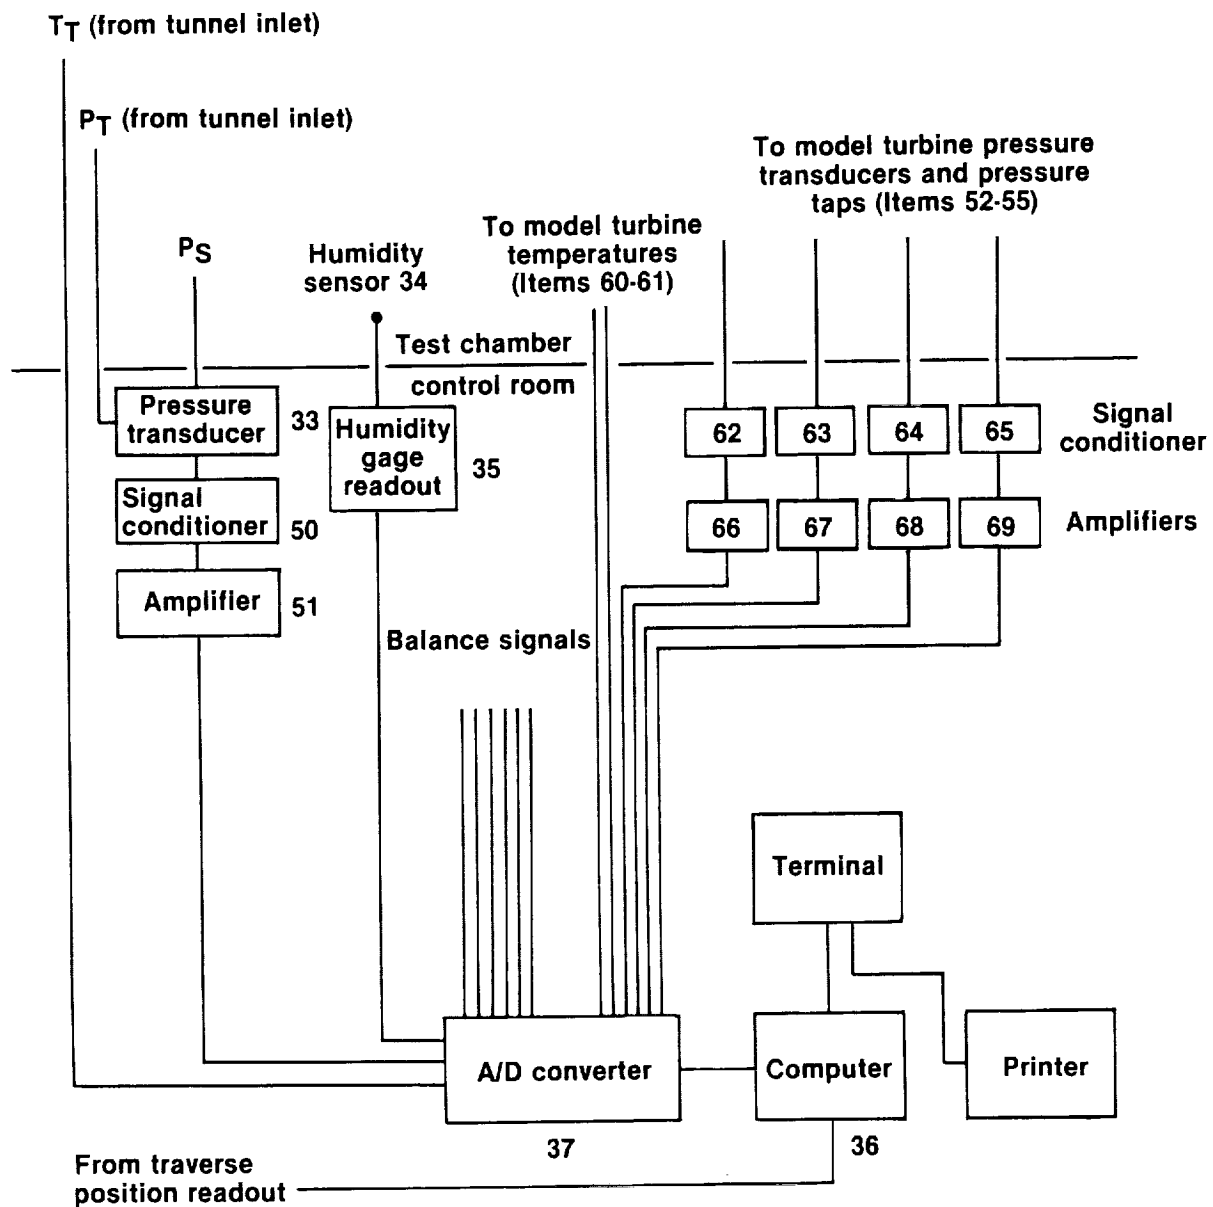 TT (from tunnel inlet)
PT (from tunnel inlet)
To model turbine pressure
transducers and pressure
taps (Items 52-55)
To model turbine
temperatures
(Items 60-61)
PS
Humidity
sensor 34
Test chamber
control room
Pressure
transducer
33
Humidity
gage
readout
35
62
63
64
65
Signal
conditioner
Signal
conditioner
50
66
67
68
69
Amplifiers
Amplifier
51
Balance signals
Terminal
A/D converter
Computer
Printer
37
36
From traverse
position readout